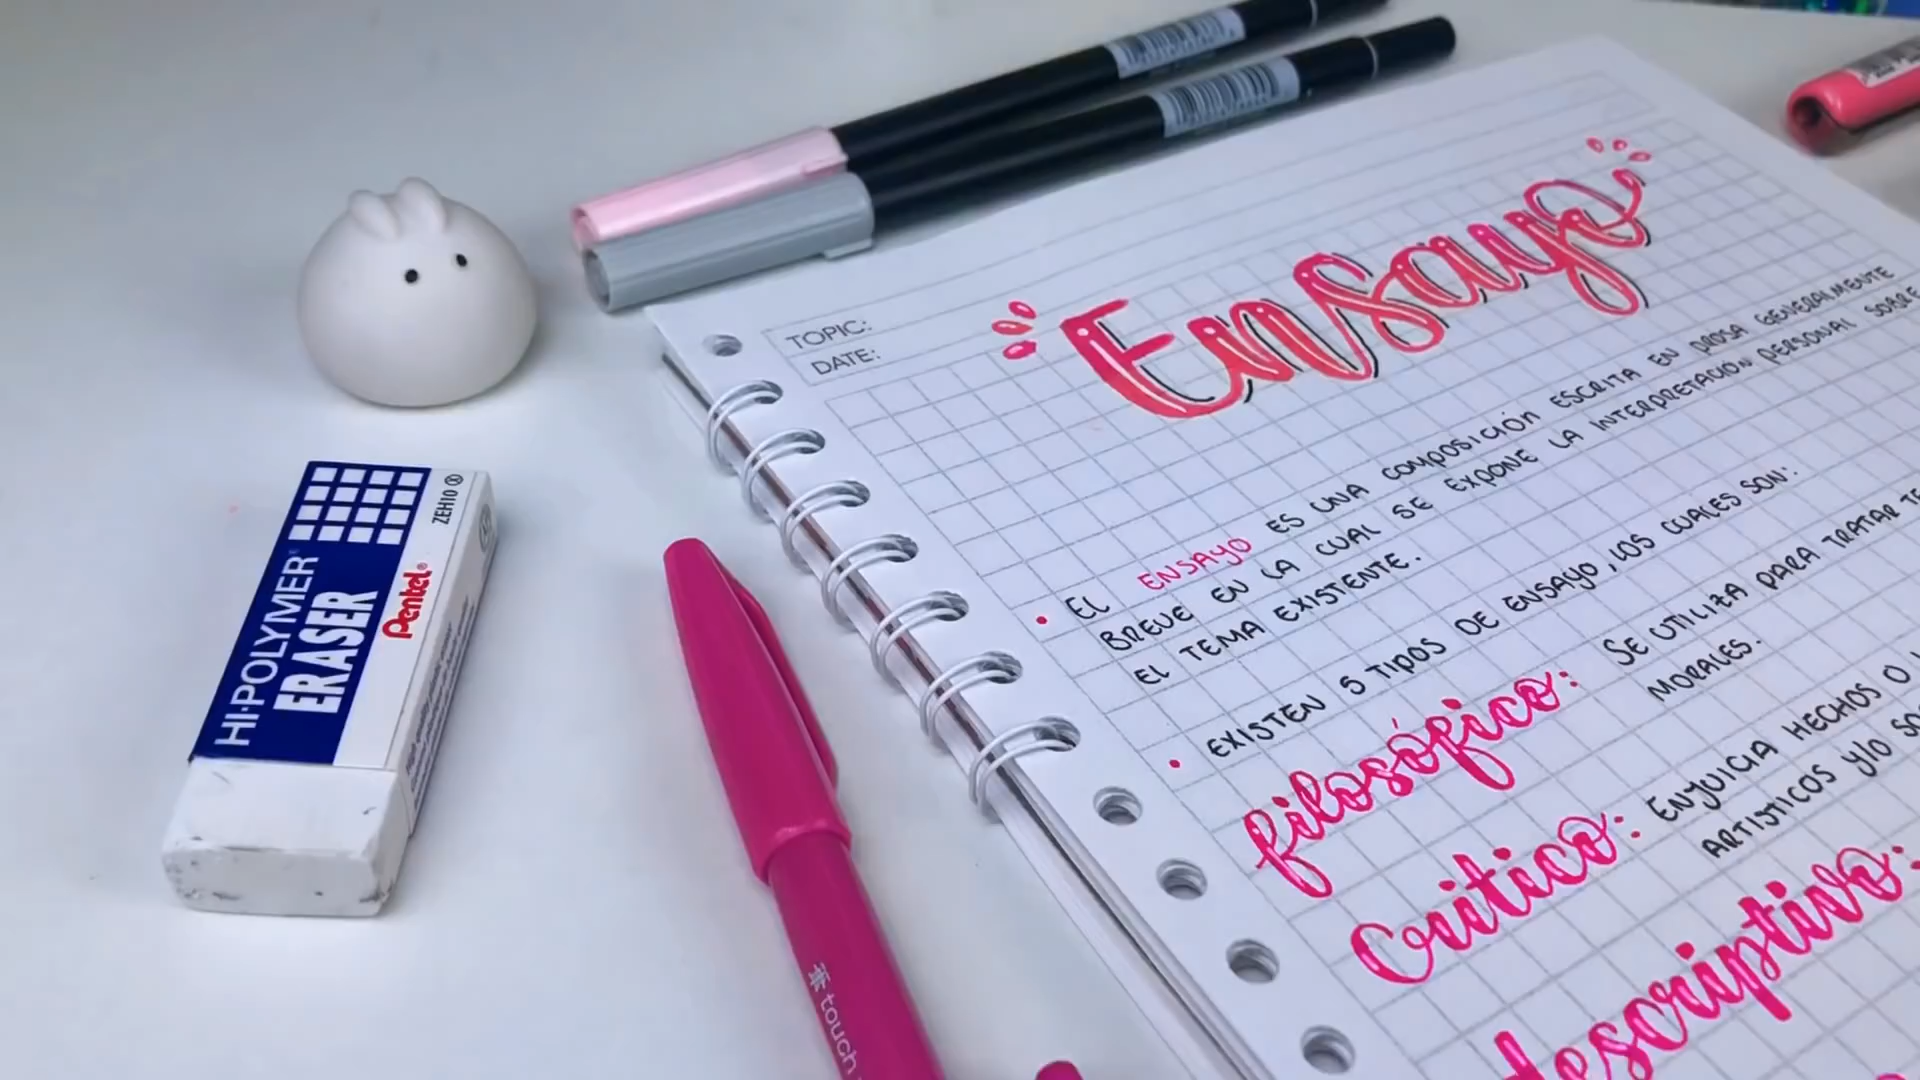 TOPIC:
DATE:
Ensayo
• EL ENSAYO ES UNA COMPOSICIÓN ESCRITA EN PROSA GENERALMENTE
BREVE EN LA CUAL SE EXPONE LA INTERPRETACIÓN PERSONAL SOBRE
EL TEMA EXISTENTE.
• EXISTEN 5 TIPOS DE ENSAYO, LOS CUALES SON:
filosófico: SE UTILIZA PARA TRATAR
MORALES.
Crítico: ENJUICIA HECHOS O
ARTISTICOS Y/O
descriptivo:
HI-POLYMER®
ERASER
Pentel®
ZEH10
touch